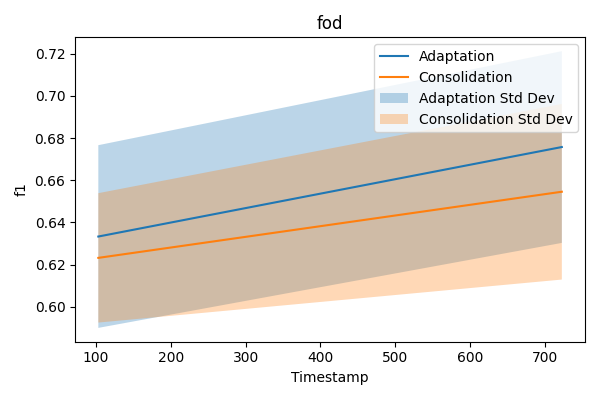 fod
Adaptation
Consolidation
Adaptation Std Dev
Consolidation Std Dev
f1
0.72
0.70
0.68
0.66
0.64
0.62
0.60
100 200 300 400 500 600 700
Timestamp